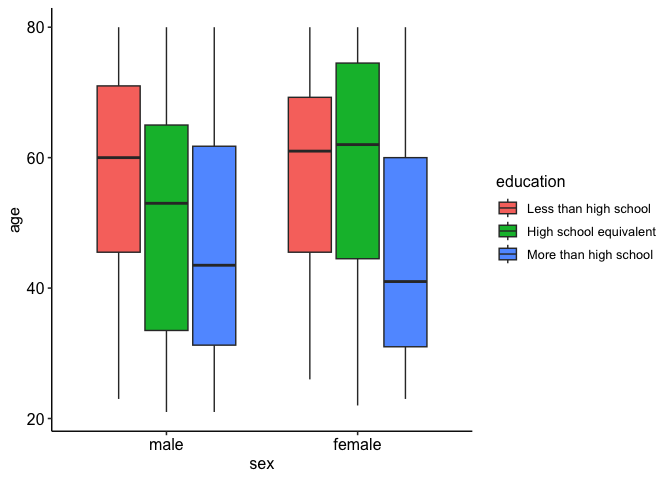 80
60
40
20
age
male
female
sex
education
Less than high school
High school equivalent
More than high school